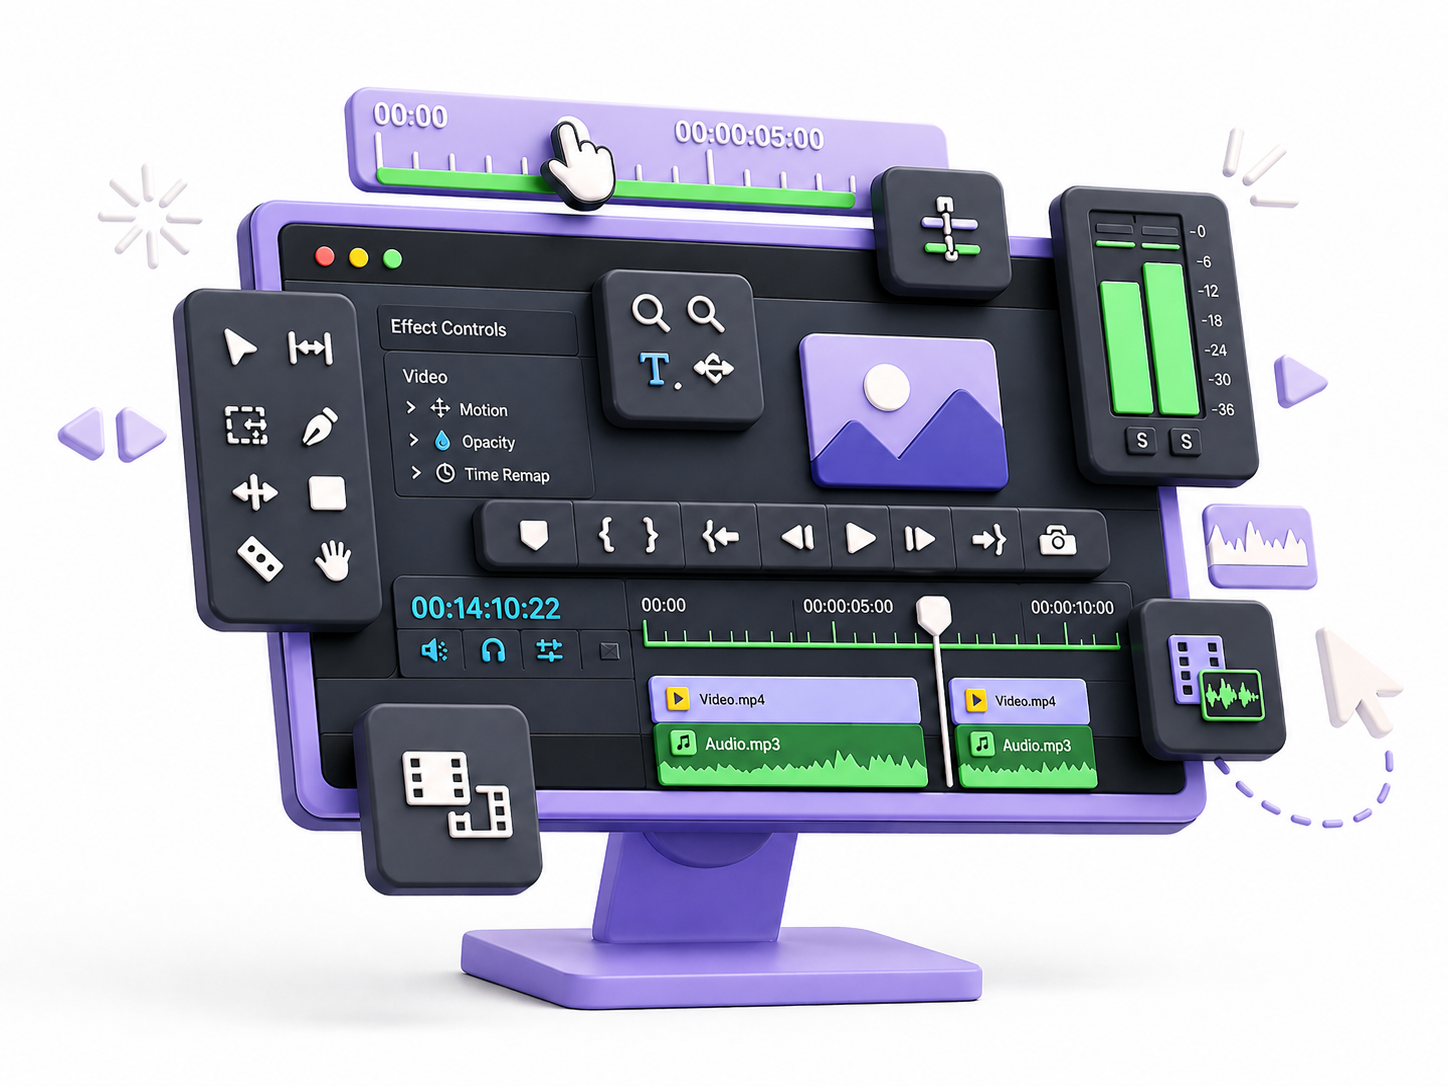 00:00
00:00:05:00
-0
-6
-12
-18
-24
-30
-36
S S
Effect Controls
Video
Motion
Opacity
Time Remap
T.
{ }
00:14:10:22
00:00
00:00:05:00
00:00:10:00
Video.mp4
Video.mp4
Audio.mp3
Audio.mp3